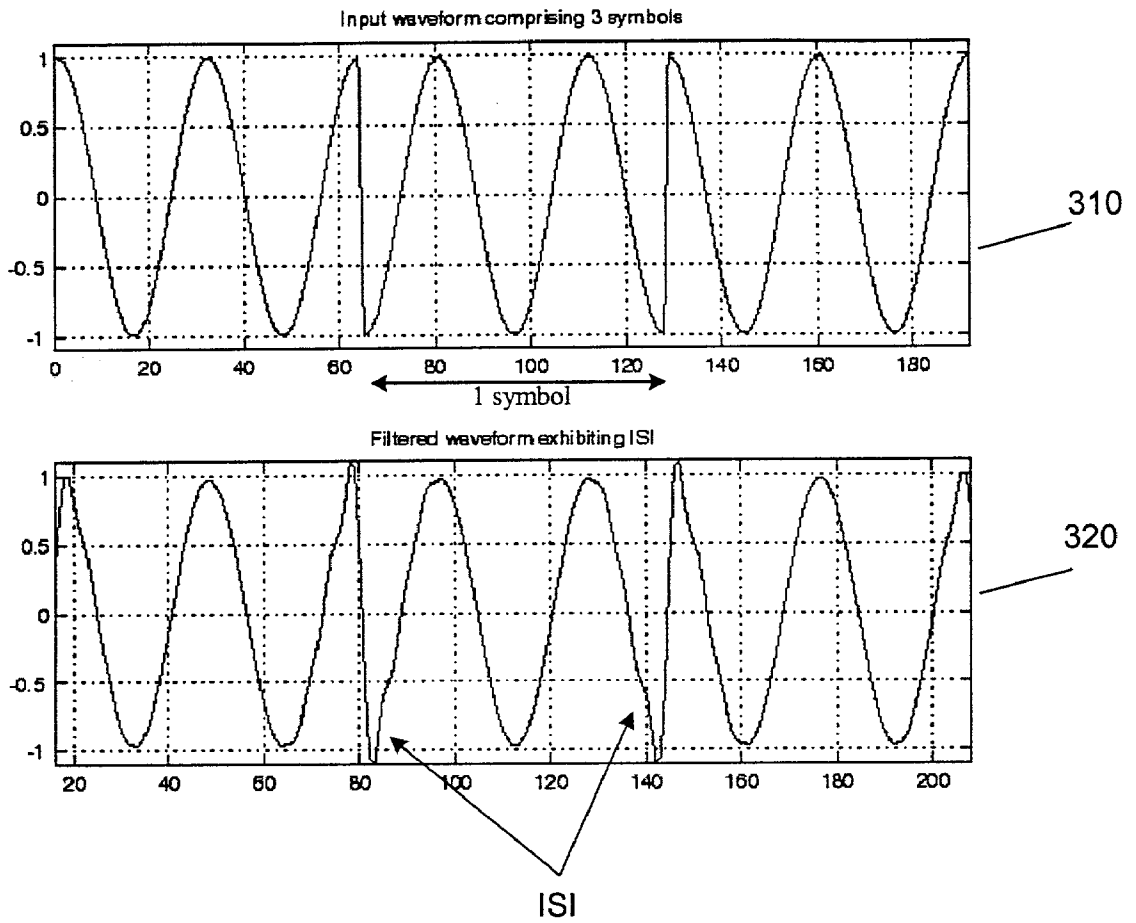 Input waveform comprising 3 symbols
1
0.5
0
-0.5
-1
0 20 40 60 80 100 120 140 160 180
1 symbol
310
Filtered waveform exhibiting ISI
1
0.5
0
-0.5
-1
20 40 60 80 100 120 140 160 180 200
320
ISI